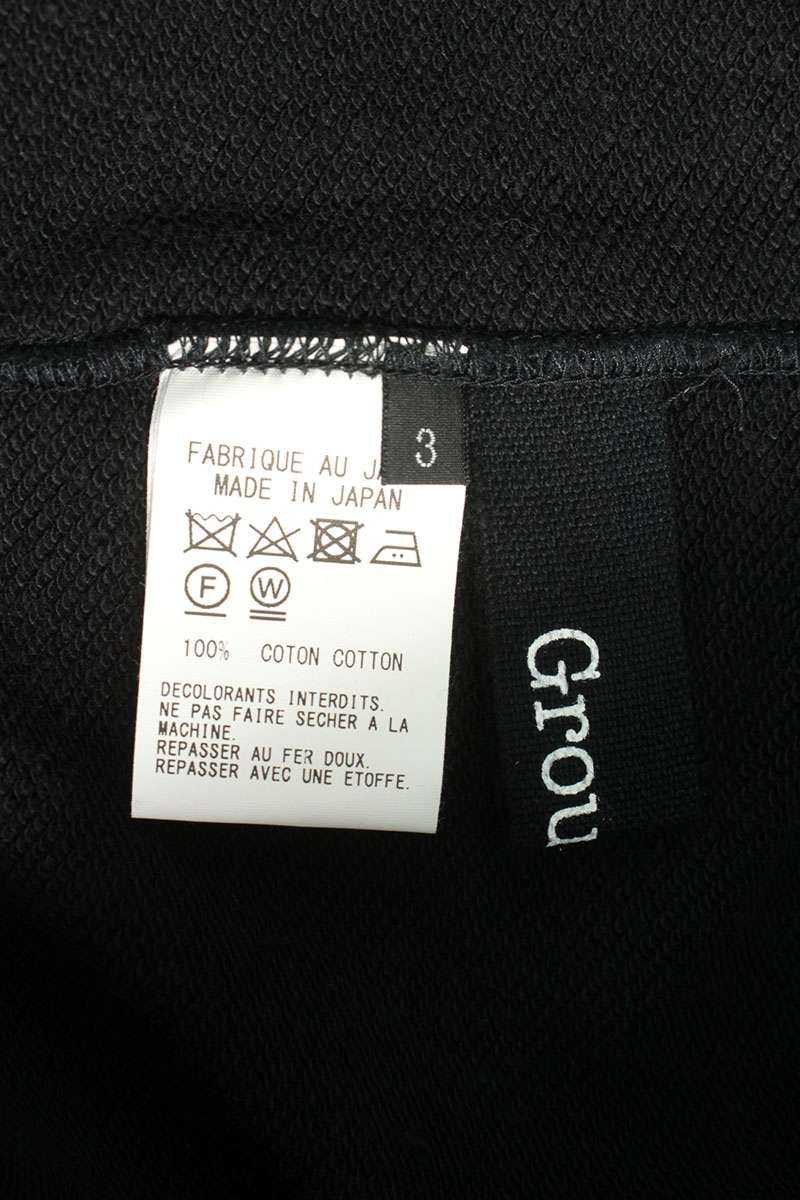 3
FABRIQUE AU
MADE IN JAPAN
F W
100% COTON COTTON
DECOLORANTS INTERDITS.
NE PAS FAIRE SECHER A LA
MACHINE.
REPASSER AU FER DOUX.
REPASSER AVEC UNE ETOFFE.
Grou